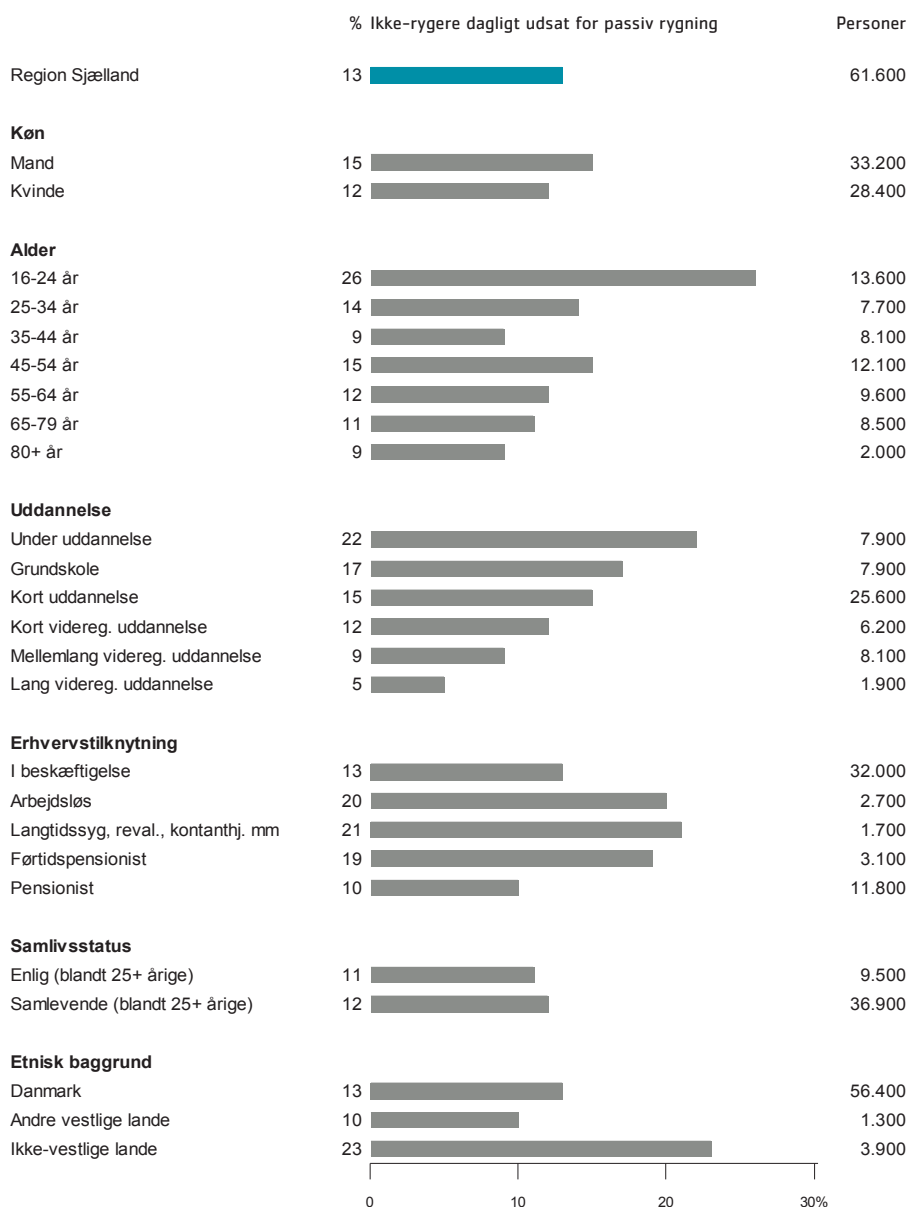 % Ikke-rygere dagligt udsat for passiv rygning Personer
Region Sjælland 13 61.600
Køn
Mand 15 33.200
Kvinde 12 28.400
Alder
16-24 år 26 13.600
25-34 år 14 7.700
35-44 år 9 8.100
45-54 år 15 12.100
55-64 år 12 9.600
65-79 år 11 8.500
80+ år 9 2.000
Uddannelse
Under uddannelse 22 7.900
Grundskole 17 7.900
Kort uddannelse 15 25.600
Kort videreg. uddannelse 12 6.200
Mellemlang videreg. uddannelse 9 8.100
Lang videreg. uddannelse 5 1.900
Erhvervstilknytning
I beskæftigelse 13 32.000
Arbejdsløs 20 2.700
Langtidssyg, reval., kontanthj. mm 21 1.700
Førtidspensionist 19 3.100
Pensionist 10 11.800
Samlivsstatus
Enlig (blandt 25+ årige) 11 9.500
Samlevende (blandt 25+ årige) 12 36.900
Etnisk baggrund
Danmark 13 56.400
Andre vestlige lande 10 1.300
Ikke-vestlige lande 23 3.900
0 10 20 30%